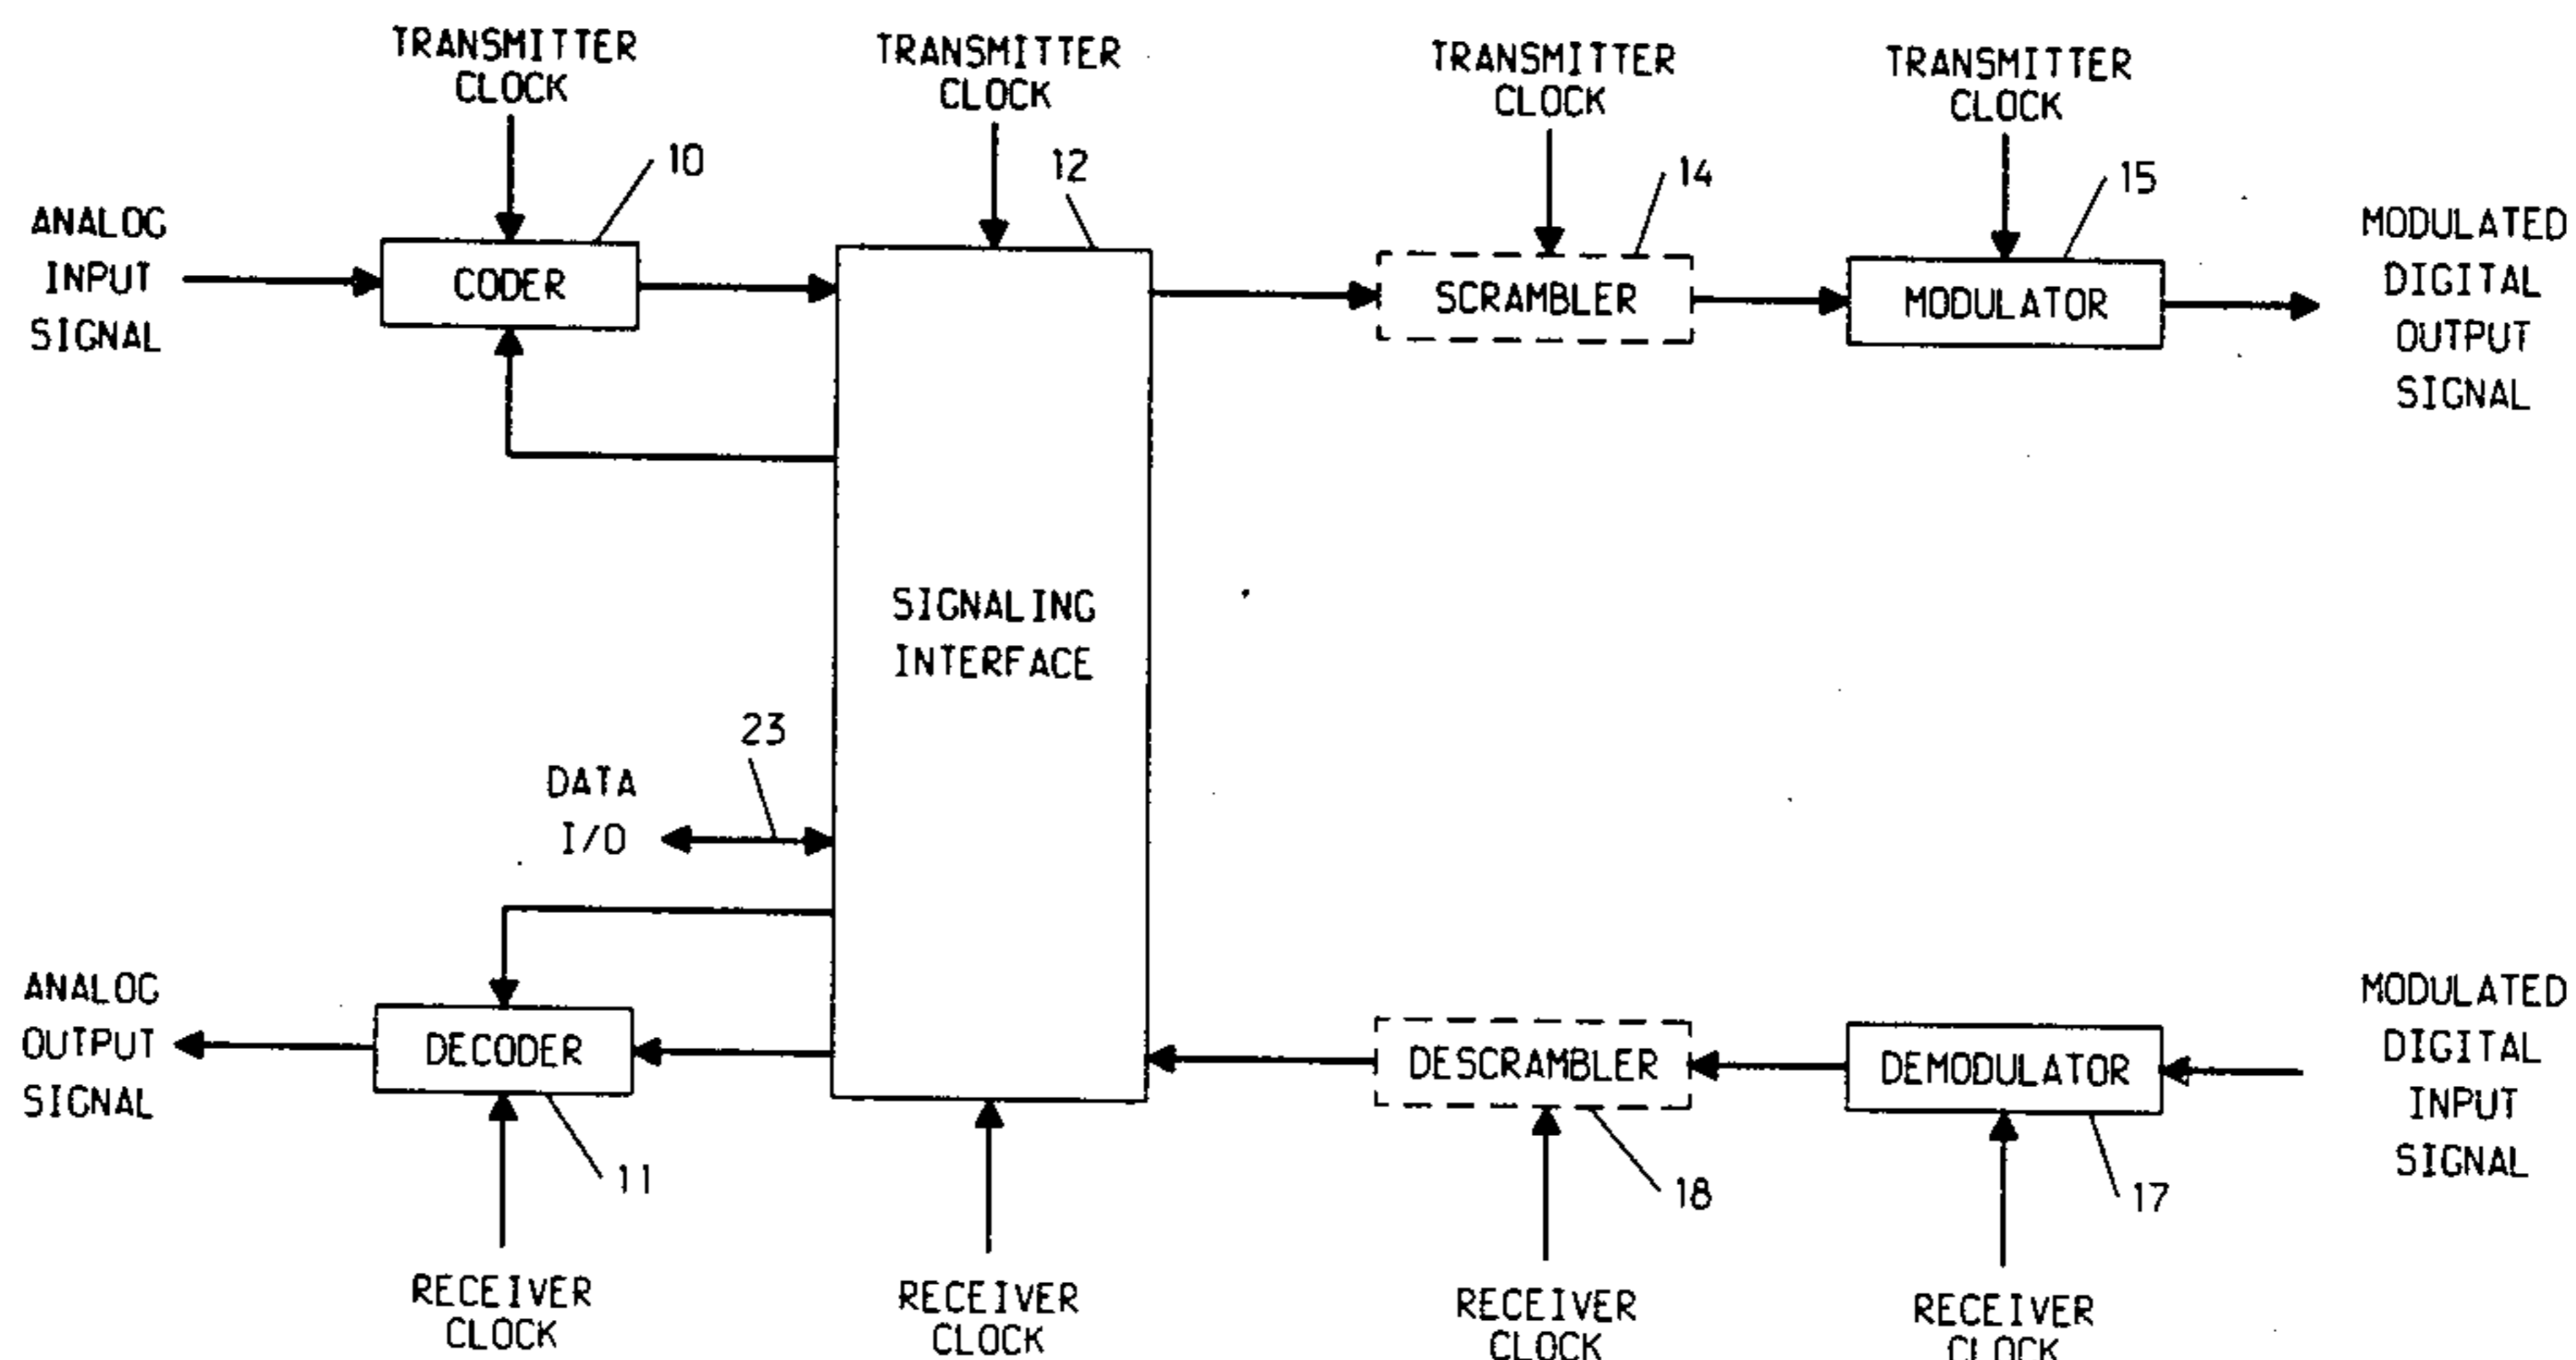 TRANSMITTER
CLOCK
TRANSMITTER
CLOCK
TRANSMITTER
CLOCK
TRANSMITTER
CLOCK
10
12
14
15
ANALOG
INPUT
SIGNAL
CODER
SCRAMBLER
MODULATOR
MODULATED
DIGITAL
OUTPUT
SIGNAL
SIGNALING
INTERFACE
23
DATA
I/O
ANALOG
OUTPUT
SIGNAL
DECODER
DESCRAMBLER
DEMODULATOR
MODULATED
DIGITAL
INPUT
SIGNAL
11
18
17
RECEIVER
CLOCK
RECEIVER
CLOCK
RECEIVER
CLOCK
RECEIVER
CLOCK